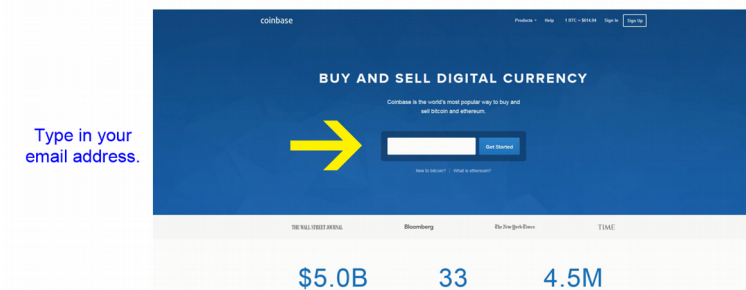 coinbase
Products Help 1 BTC = $614.04 Sign In Sign Up
BUY AND SELL DIGITAL CURRENCY
Coinbase is the world's most popular way to buy and
sell bitcoin and ethereum.
Type in your
email address.
Get Started
New to bitcoin? | What is ethereum?
THE WALL STREET JOURNAL Bloomberg The New York Times TIME
$5.0B 33 4.5M